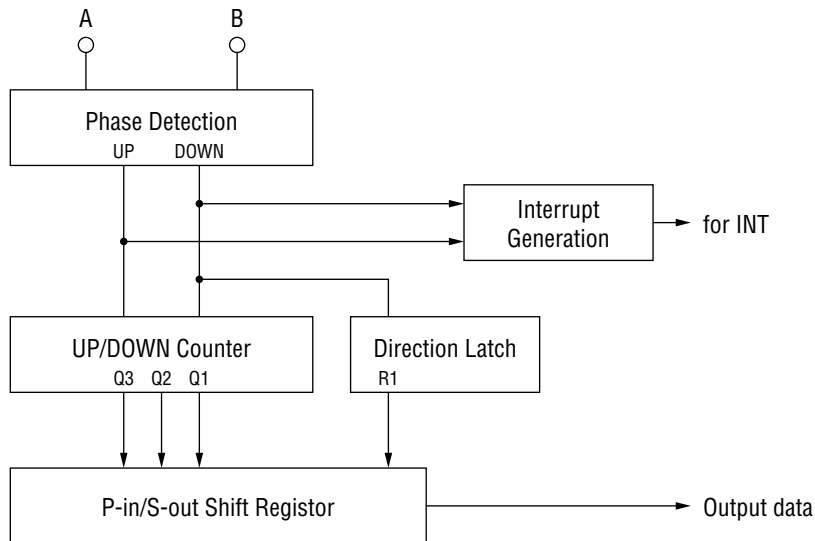 A B
Phase Detection
UP DOWN
Interrupt
Generation
for INT
UP/DOWN Counter
Q3 Q2 Q1
Direction Latch
R1
P-in/S-out Shift Registor
Output data